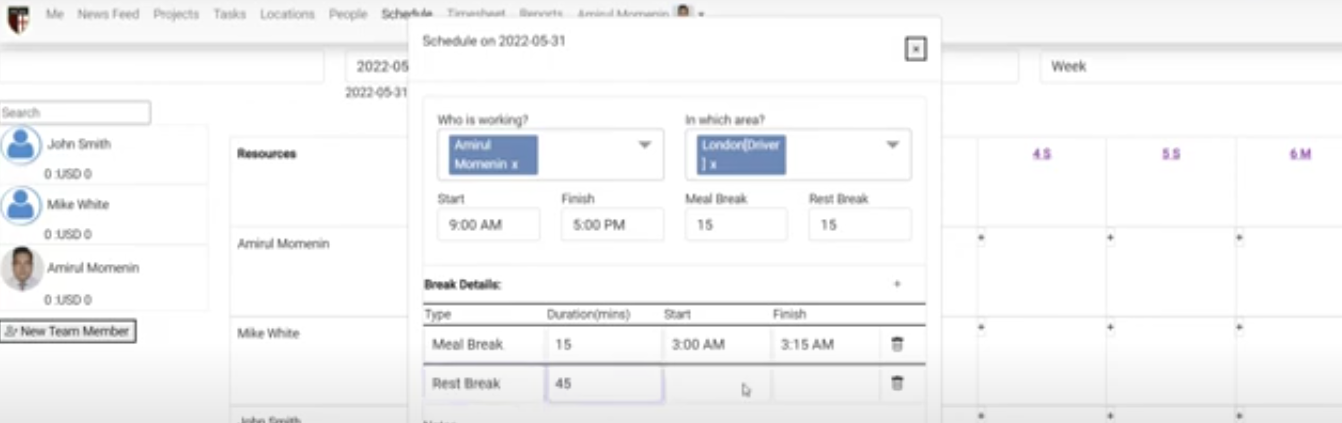 Me News Feed Projects Tasks Locations People Schedule Timesheet Reports Amirul Momenin
Schedule on 2022-05-31
x
2022-05
Week
2022-05-31
Search
John Smith
0 :USD 0
Mike White
0 :USD 0
Amirul Momenin
0 :USD 0
New Team Member
Resources
4 S
5 S
6 M
Amirul Momenin
+ + +
Mike White
+ + +
John Smith
+ + +
Who is working?
In which area?
Amirul
Momenin x
London[Driver
] x
Start
Finish
Meal Break
Rest Break
9:00 AM
5:00 PM
15
15
Break Details:
+
Type Duration(mins) Start Finish
Meal Break 15 3:00 AM 3:15 AM
Rest Break 45